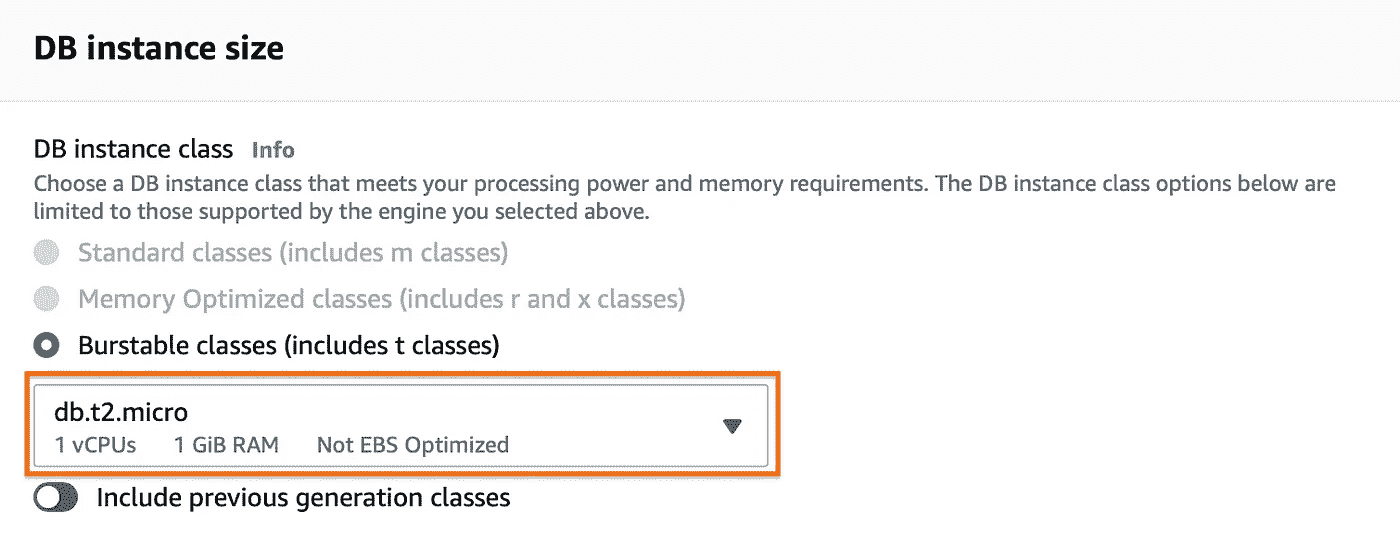 DB instance size
DB instance class Info
Choose a DB instance class that meets your processing power and memory requirements. The DB instance class options below are
limited to those supported by the engine you selected above.
Standard classes (includes m classes)
Memory Optimized classes (includes r and x classes)
Burstable classes (includes t classes)
db.t2.micro
1 vCPUs 1 GiB RAM Not EBS Optimized
Include previous generation classes